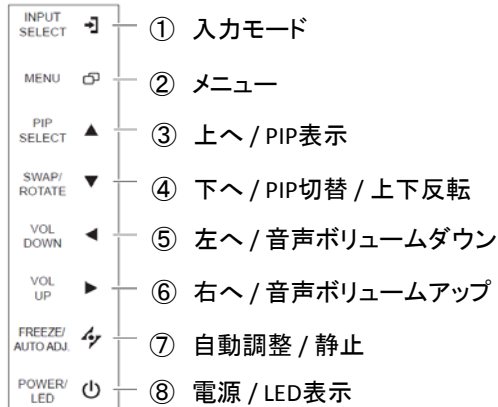 INPUT
SELECT
① 入力モード
MENU
② メニュー
PIP
SELECT
③ 上へ / PIP表示
SWAP/
ROTATE
④ 下へ / PIP切替 / 上下反転
VOL
DOWN
⑤ 左へ / 音声ボリュームダウン
VOL
UP
⑥ 右へ / 音声ボリュームアップ
FREEZE/
AUTO ADJ.
⑦ 自動調整 / 静止
POWER/
LED
⑧ 電源 / LED表示